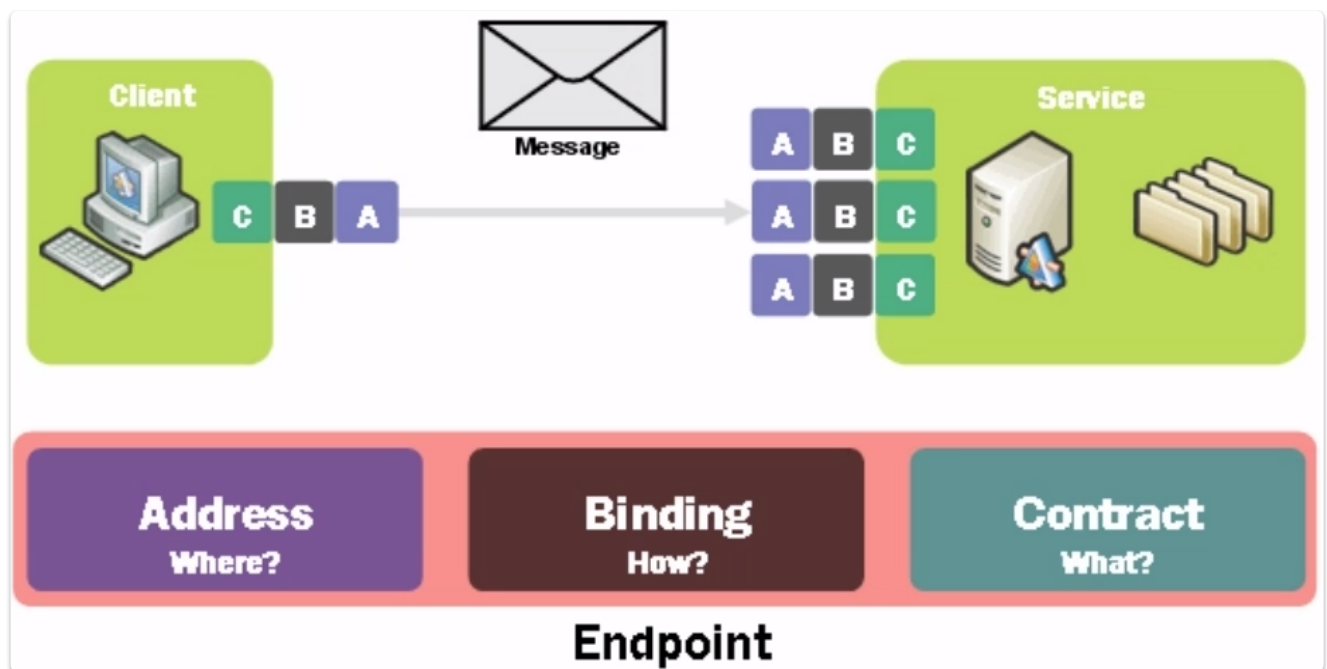 Client
Message
Service
A B C
C B A
A B C
A B C
Address
Where?
Binding
How?
Contract
What?
Endpoint